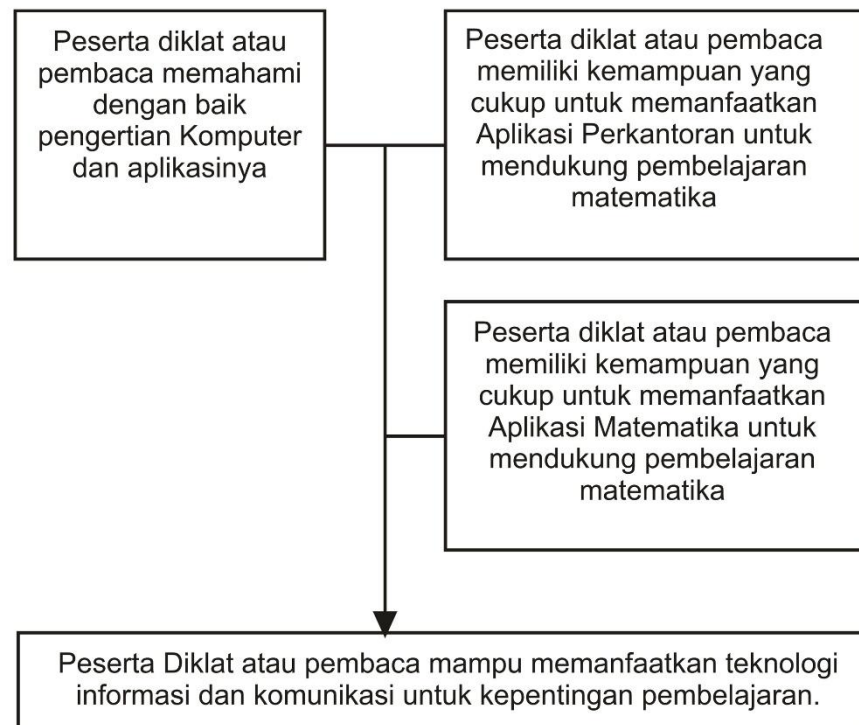 Peserta diklat atau
pembaca memahami
dengan baik
pengertian Komputer
dan aplikasinya
Peserta diklat atau pembaca
memiliki kemampuan yang
cukup untuk memanfaatkan
Aplikasi Perkantoran untuk
mendukung pembelajaran
matematika
Peserta diklat atau pembaca
memiliki kemampuan yang
cukup untuk memanfaatkan
Aplikasi Matematika untuk
mendukung pembelajaran
matematika
Peserta Diklat atau pembaca mampu memanfaatkan teknologi
informasi dan komunikasi untuk kepentingan pembelajaran.